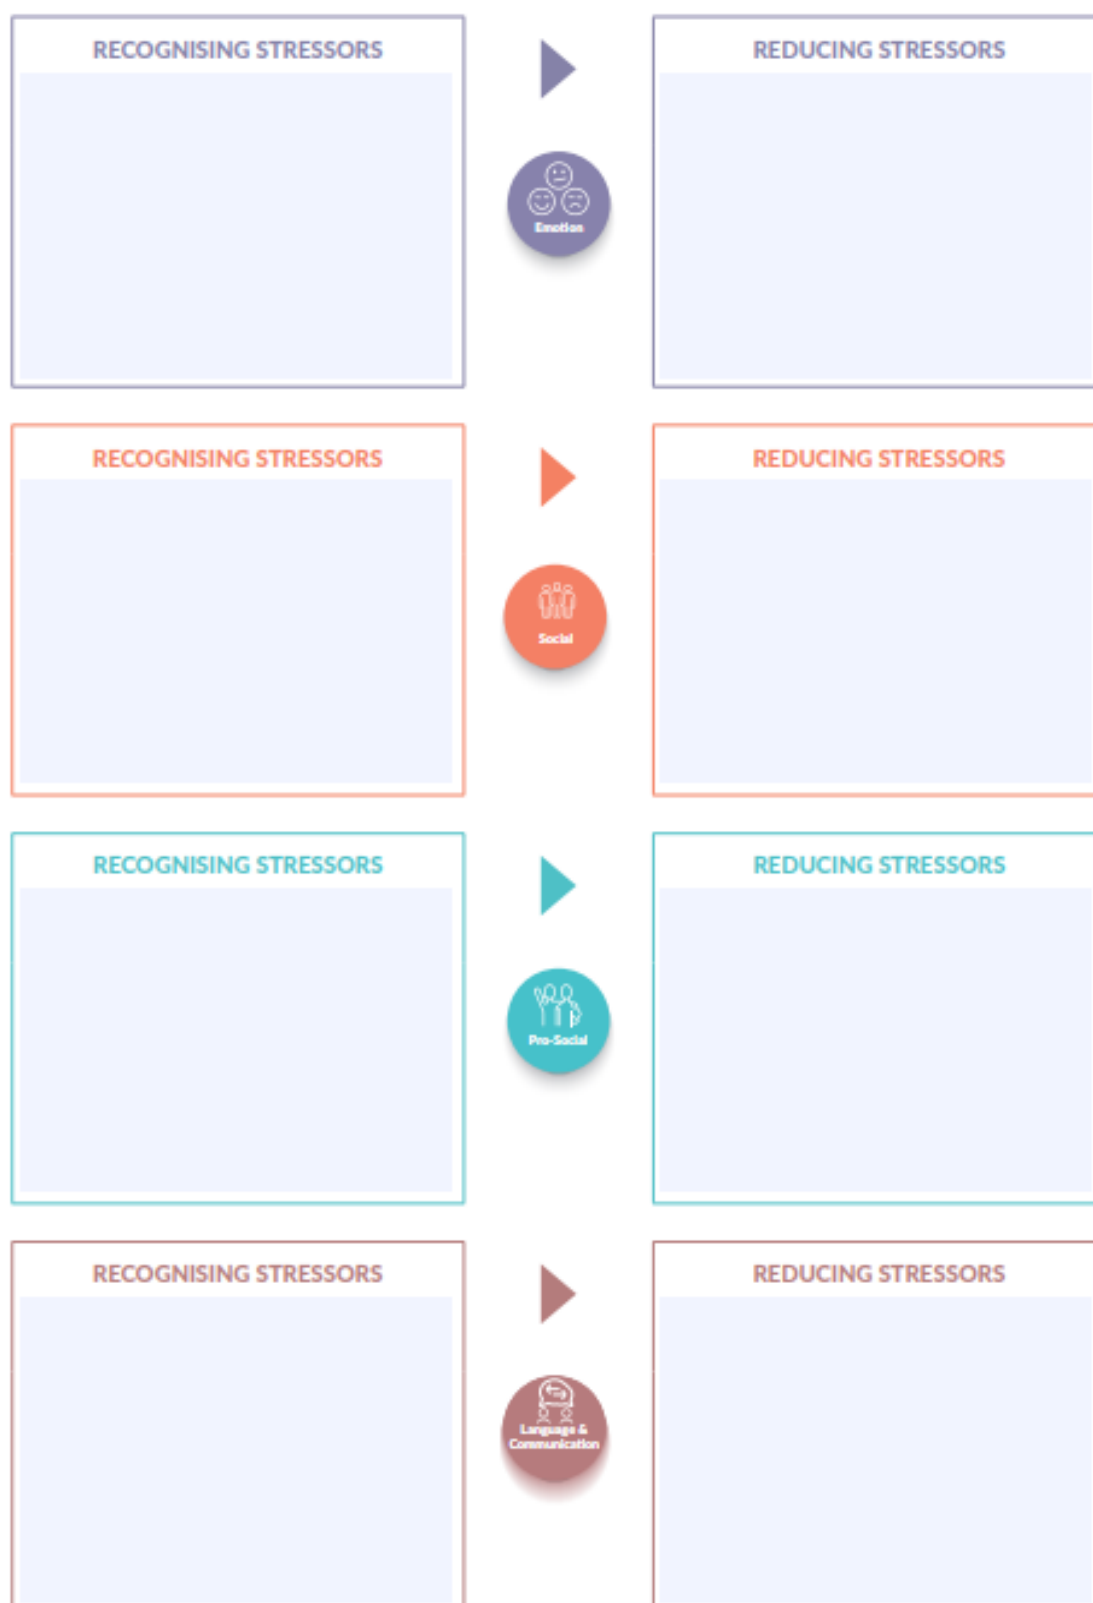 RECOGNISING STRESSORS
REDUCING STRESSORS
Emotion
RECOGNISING STRESSORS
REDUCING STRESSORS
Social
RECOGNISING STRESSORS
REDUCING STRESSORS
Pro-Social
RECOGNISING STRESSORS
REDUCING STRESSORS
Language &
Communication